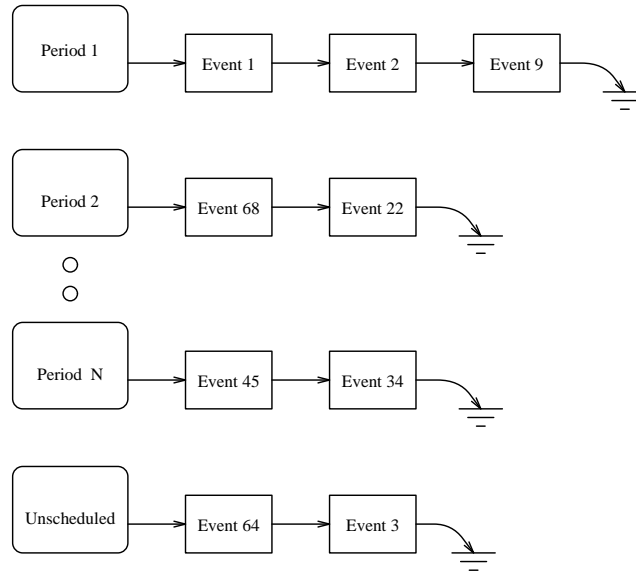 Period 1
Event 1
Event 2
Event 9
Period 2
Event 68
Event 22
Period N
Event 45
Event 34
Unscheduled
Event 64
Event 3